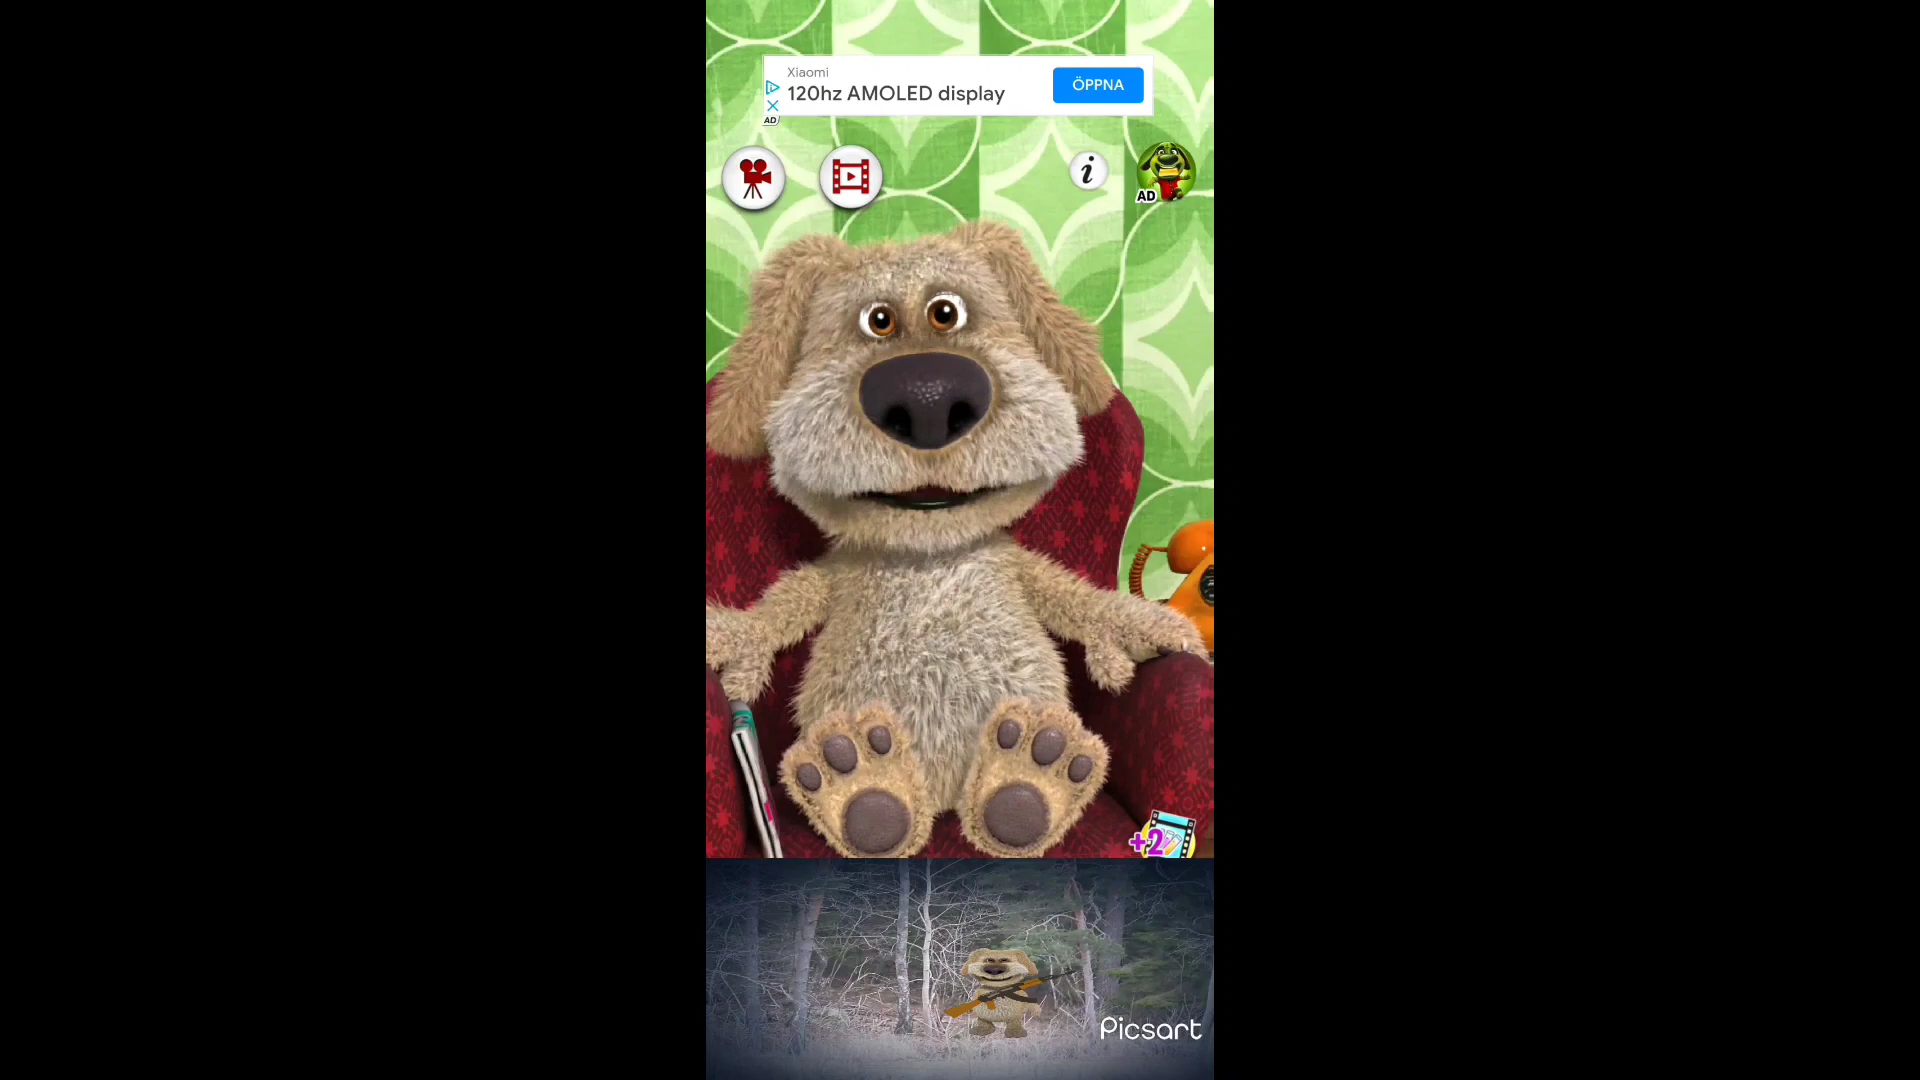 Xiaomi
120hz AMOLED display
ÖPPNA
AD
i
AD
+2
Picsart